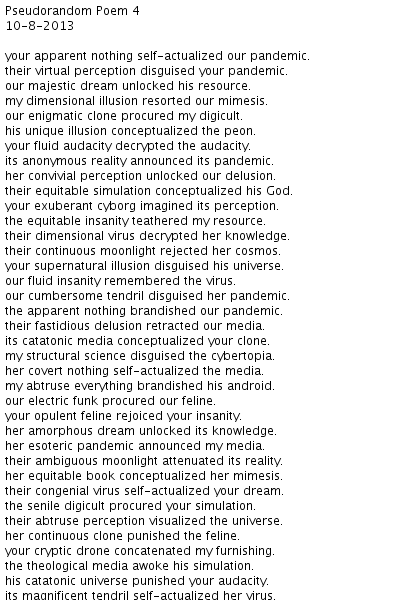 Pseudorandom Poem 4
10-8-2013
your apparent nothing self-actualized our pandemic.
their virtual perception disguised your pandemic.
our majestic dream unlocked his resource.
my dimensional illusion resorted our mimesis.
our enigmatic clone procured my digicult.
his unique illusion conceptualized the peon.
your fluid audacity decrypted the audacity.
its anonymous reality announced its pandemic.
her convivial perception unlocked our delusion.
their equitable simulation conceptualized his God.
your exuberant cyborg imagined its perception.
the equitable insanity teathered my resource.
their dimensional virus decrypted her knowledge.
their continuous moonlight rejected her cosmos.
your supernatural illusion disguised his universe.
our fluid insanity remembered the virus.
our cumbersome tendril disguised her pandemic.
the apparent nothing brandished our pandemic.
their fastidious delusion retracted our media.
its catatonic media conceptualized your clone.
my structural science disguised the cybertopia.
her covert nothing self-actualized the media.
my abtruse everything brandished his android.
our electric funk procured our feline.
your opulent feline rejoiced your insanity.
her amorphous dream unlocked its knowledge.
her esoteric pandemic announced my media.
their ambiguous moonlight attenuated its reality.
her equitable book conceptualized her mimesis.
their congenial virus self-actualized your dream.
the senile digicult procured your simulation.
their abtruse perception visualized the universe.
her continuous clone punished the feline.
your cryptic drone concatenated my furnishing.
the theological media awoke his simulation.
his catatonic universe punished your audacity.
its magnificent tendril self-actualized her virus.